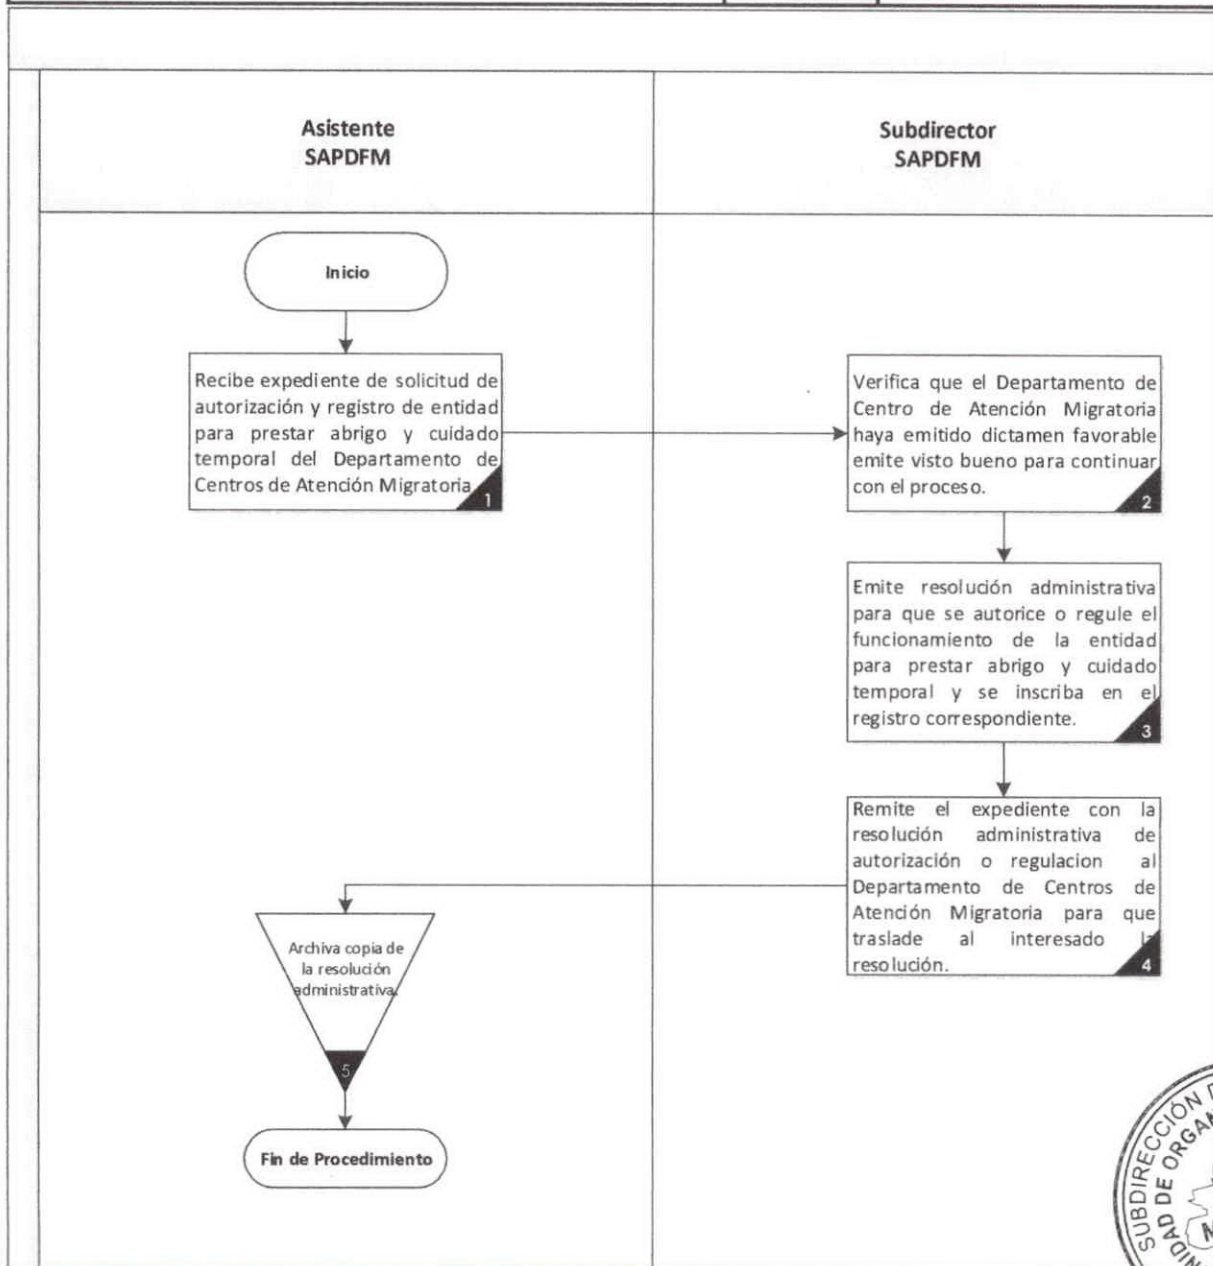 Asistente
SAPDFM
Subdirector
SAPDFM
Inicio
Recibe expediente de solicitud de
autorización y registro de entidad
para prestar abrigo y cuidado
temporal del Departamento de
Centros de Atención Migratoria.
1
Verifica que el Departamento de
Centro de Atención Migratoria
haya emitido dictamen favorable
emite visto bueno para continuar
con el proceso.
2
Emite resolución administrativa
para que se autorice o regule el
funcionamiento de la entidad
para prestar abrigo y cuidado
temporal y se inscriba en el
registro correspondiente.
3
Remite el expediente con la
resolución administrativa de
autorización o regulacion al
Departamento de Centros de
Atención Migratoria para que
traslade al interesado la
resolución.
4
Archiva copia de
la resolución
administrativa.
5
Fin de Procedimiento
SUBDIRECCIÓN
DE